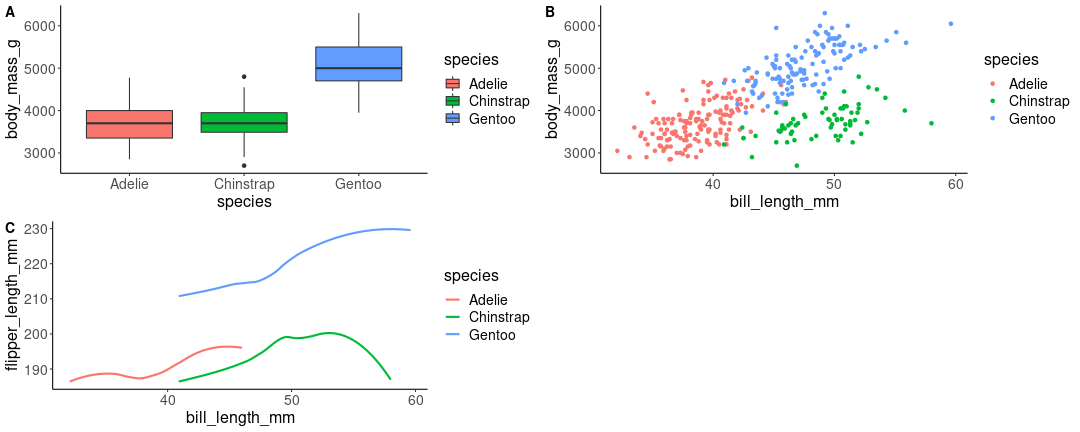 A
body_mass_g
6000
5000
4000
3000
Adelie
Chinstrap
Gentoo
species
species
Adelie
Chinstrap
Gentoo
B
body_mass_g
6000
5000
4000
3000
40
50
60
bill_length_mm
species
Adelie
Chinstrap
Gentoo
C
flipper_length_mm
230
220
210
200
190
40
50
60
bill_length_mm
species
Adelie
Chinstrap
Gentoo